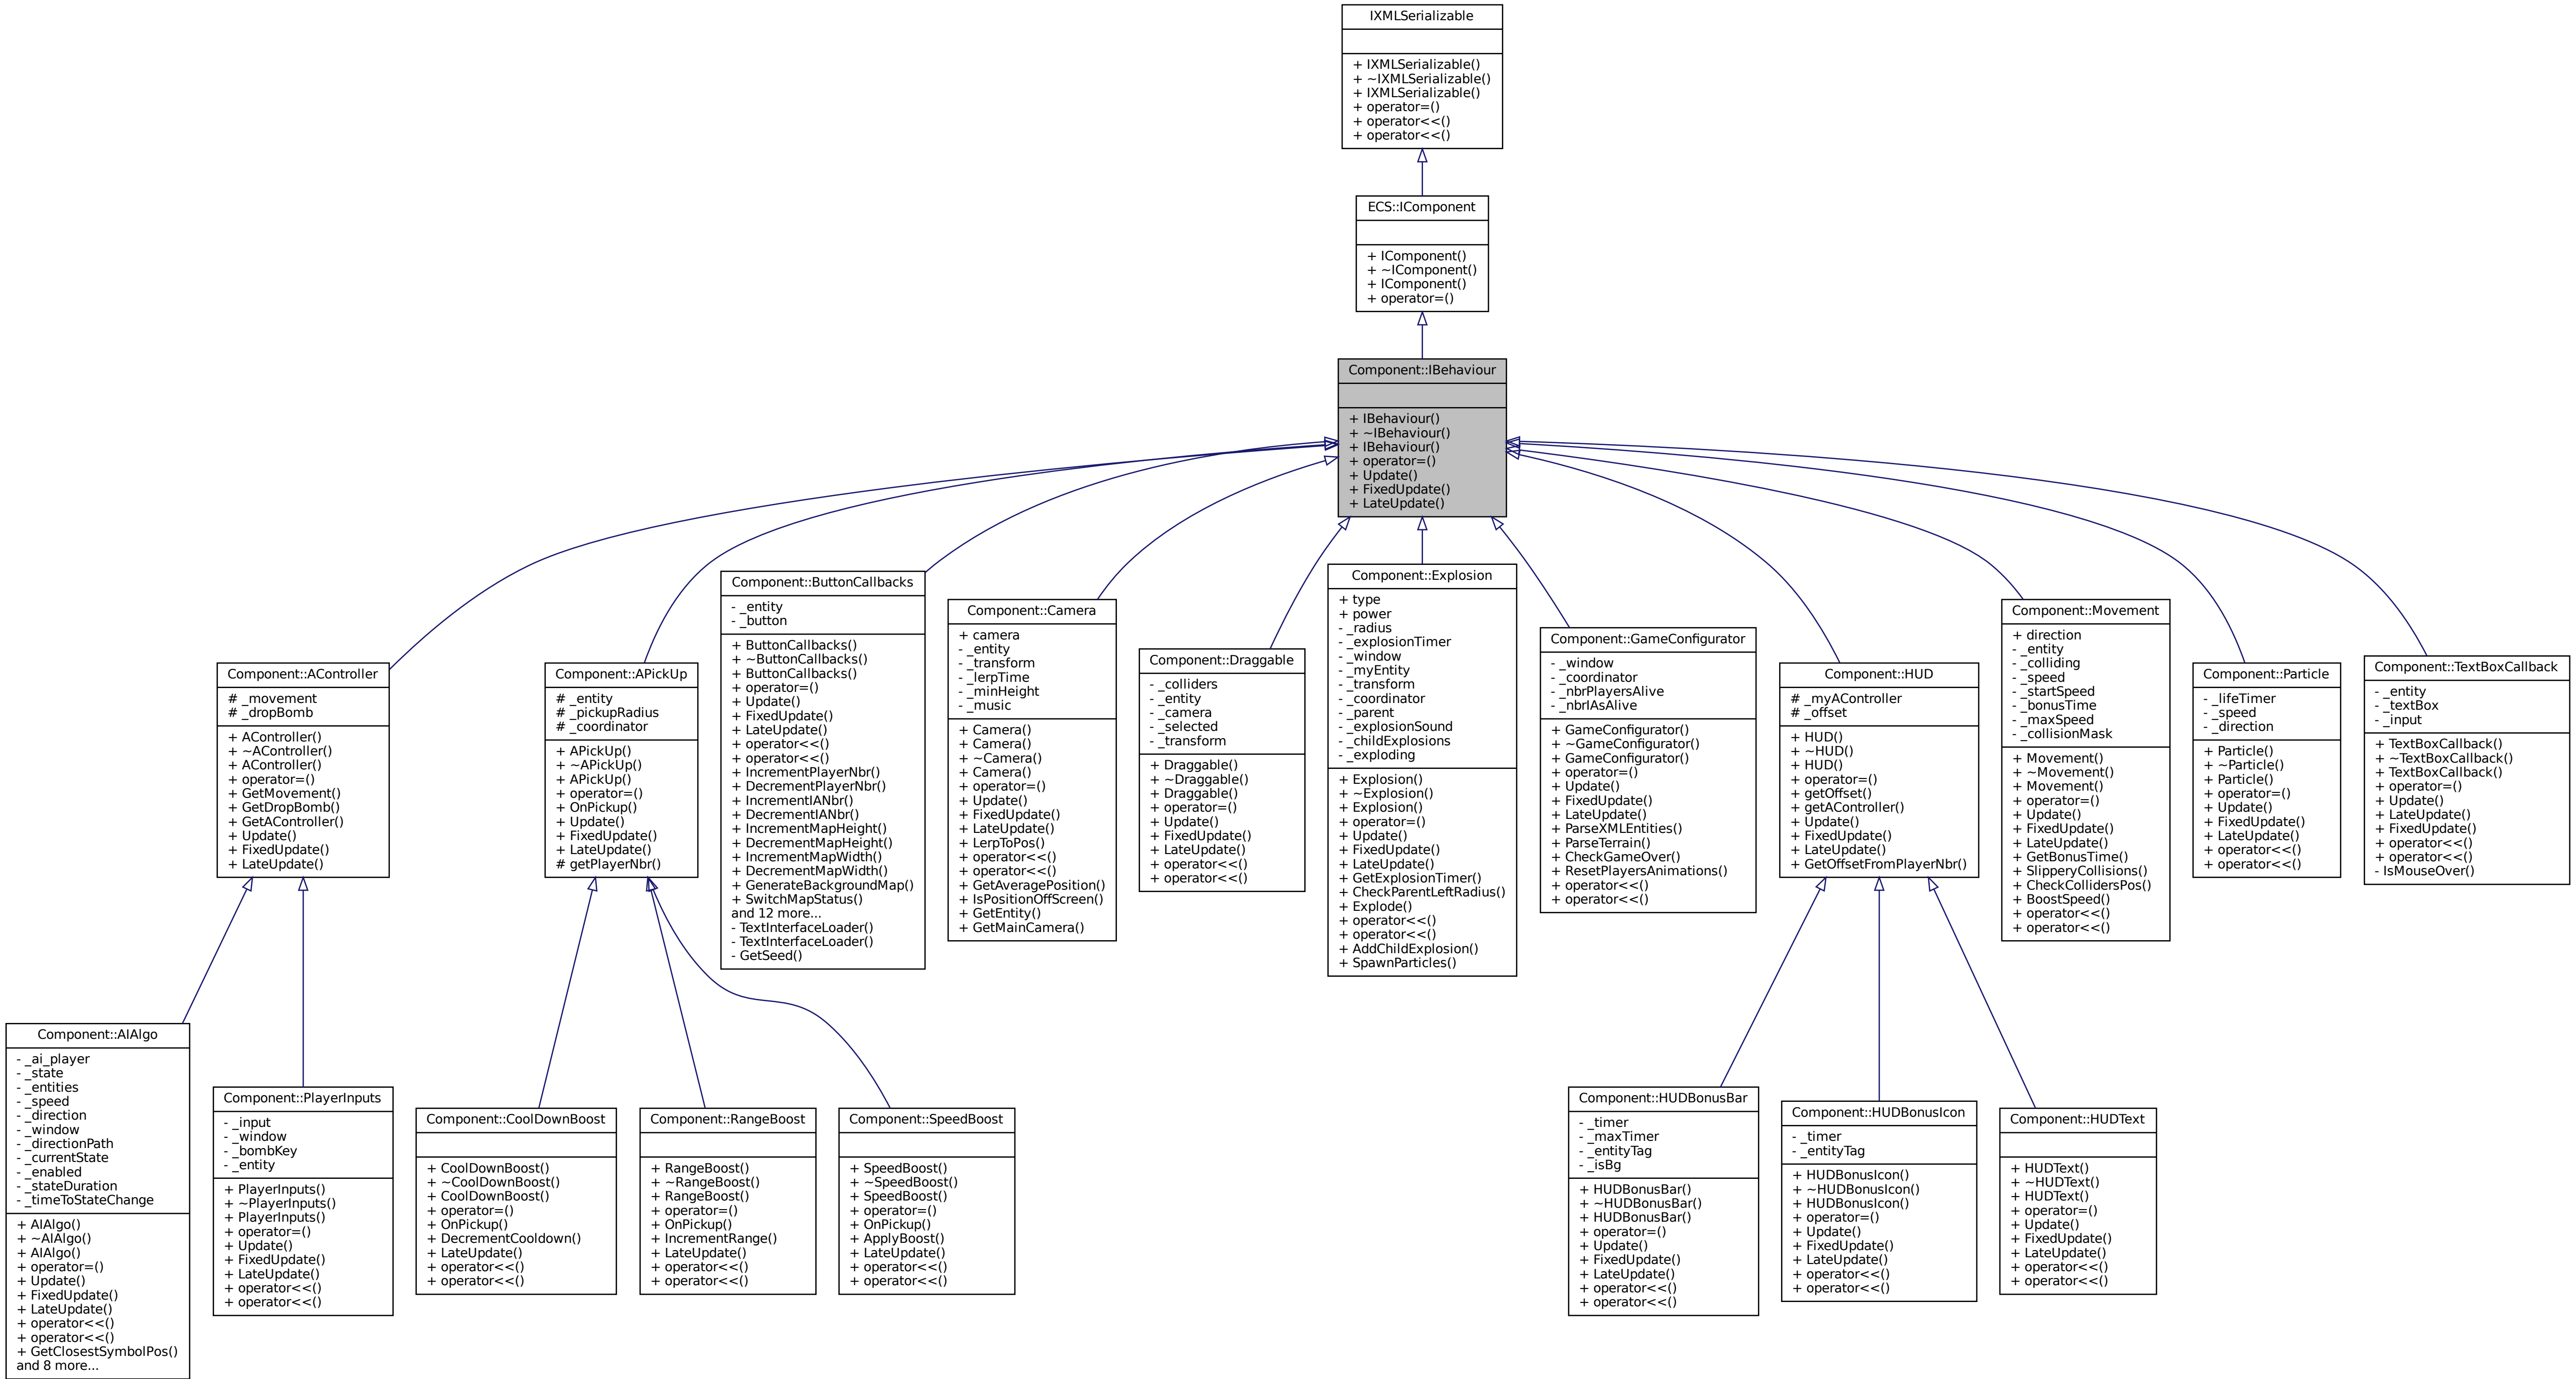 IXMLSerializable
+ IXMLSerializable()
+ ~IXMLSerializable()
+ IXMLSerializable()
+ operator=()
+ operator<<()
+ operator<<()
ECS::IComponent
+ IComponent()
+ ~IComponent()
+ IComponent()
+ operator=()
Component::IBehaviour
+ IBehaviour()
+ ~IBehaviour()
+ IBehaviour()
+ operator=()
+ Update()
+ FixedUpdate()
+ LateUpdate()
Component::AController
# _movement
# _dropBomb
+ AController()
+ ~AController()
+ AController()
+ operator=()
+ GetMovement()
+ GetDropBomb()
+ GetAController()
+ Update()
+ FixedUpdate()
+ LateUpdate()
Component::APickUp
# _entity
# _pickupRadius
# _coordinator
+ APickUp()
+ ~APickUp()
+ APickUp()
+ operator=()
+ OnPickup()
+ Update()
+ FixedUpdate()
+ LateUpdate()
# getPlayerNbr()
Component::ButtonCallbacks
- _entity
- _button
+ ButtonCallbacks()
+ ~ButtonCallbacks()
+ ButtonCallbacks()
+ operator=()
+ Update()
+ FixedUpdate()
+ LateUpdate()
+ operator<<()
+ operator<<()
+ IncrementPlayerNbr()
+ DecrementPlayerNbr()
+ IncrementIANbr()
+ DecrementIANbr()
+ IncrementMapHeight()
+ DecrementMapHeight()
+ IncrementMapWidth()
+ DecrementMapWidth()
+ GenerateBackgroundMap()
+ SwitchMapStatus()
and 12 more...
- TextInterfaceLoader()
- TextInterfaceLoader()
- GetSeed()
Component::Camera
+ camera
- _entity
- _transform
- _lerpTime
- _minHeight
- _music
+ Camera()
+ Camera()
+ ~Camera()
+ Camera()
+ operator=()
+ Update()
+ FixedUpdate()
+ LateUpdate()
+ LerpToPos()
+ operator<<()
+ operator<<()
+ GetAveragePosition()
+ IsPositionOffScreen()
+ GetEntity()
+ GetMainCamera()
Component::Draggable
- _colliders
- _entity
- _camera
- _selected
- _transform
+ Draggable()
+ ~Draggable()
+ Draggable()
+ operator=()
+ Update()
+ FixedUpdate()
+ LateUpdate()
+ operator<<()
+ operator<<()
Component::Explosion
+ type
+ power
- _radius
- _explosionTimer
- _window
- _myEntity
- _transform
- _coordinator
- _parent
- _explosionSound
- _childExplosions
- _exploding
+ Explosion()
+ ~Explosion()
+ Explosion()
+ operator=()
+ Update()
+ FixedUpdate()
+ LateUpdate()
+ GetExplosionTimer()
+ CheckParentLeftRadius()
+ Explode()
+ operator<<()
+ operator<<()
+ AddChildExplosion()
+ SpawnParticles()
Component::GameConfigurator
- _window
- _coordinator
- _nbrPlayersAlive
- _nbrIAsAlive
+ GameConfigurator()
+ ~GameConfigurator()
+ GameConfigurator()
+ operator=()
+ Update()
+ FixedUpdate()
+ LateUpdate()
+ ParseXMLEntities()
+ ParseTerrain()
+ CheckGameOver()
+ ResetPlayersAnimations()
+ operator<<()
+ operator<<()
Component::HUD
# _myAController
# _offset
+ HUD()
+ ~HUD()
+ HUD()
+ operator=()
+ getOffset()
+ getAController()
+ Update()
+ FixedUpdate()
+ LateUpdate()
+ GetOffsetFromPlayerNbr()
Component::Movement
+ direction
- _entity
- _colliding
- _speed
- _startSpeed
- _bonusTime
- _maxSpeed
- _collisionMask
+ Movement()
+ ~Movement()
+ Movement()
+ operator=()
+ Update()
+ FixedUpdate()
+ LateUpdate()
+ GetBonusTime()
+ SlipperyCollisions()
+ CheckCollidersPos()
+ BoostSpeed()
+ operator<<()
+ operator<<()
Component::Particle
- _lifeTimer
- _speed
- _direction
+ Particle()
+ ~Particle()
+ Particle()
+ operator=()
+ Update()
+ FixedUpdate()
+ LateUpdate()
+ operator<<()
+ operator<<()
Component::TextBoxCallback
- _entity
- _textBox
- _input
+ TextBoxCallback()
+ ~TextBoxCallback()
+ TextBoxCallback()
+ operator=()
+ Update()
+ LateUpdate()
+ FixedUpdate()
+ operator<<()
+ operator<<()
- IsMouseOver()
Component::AIAlgo
- _ai_player
- _state
- _entities
- _speed
- _direction
- _window
- _directionPath
- _currentState
- _enabled
- _stateDuration
- _timeToStateChange
+ AIAlgo()
+ ~AIAlgo()
+ AIAlgo()
+ operator=()
+ Update()
+ FixedUpdate()
+ LateUpdate()
+ operator<<()
+ operator<<()
+ GetClosestSymbolPos()
and 8 more...
Component::PlayerInputs
- _input
- _window
- _bombKey
- _entity
+ PlayerInputs()
+ ~PlayerInputs()
+ PlayerInputs()
+ operator=()
+ Update()
+ FixedUpdate()
+ LateUpdate()
+ operator<<()
+ operator<<()
Component::CoolDownBoost
+ CoolDownBoost()
+ ~CoolDownBoost()
+ CoolDownBoost()
+ operator=()
+ OnPickup()
+ DecrementCooldown()
+ LateUpdate()
+ operator<<()
+ operator<<()
Component::RangeBoost
+ RangeBoost()
+ ~RangeBoost()
+ RangeBoost()
+ operator=()
+ OnPickup()
+ IncrementRange()
+ LateUpdate()
+ operator<<()
+ operator<<()
Component::SpeedBoost
+ SpeedBoost()
+ ~SpeedBoost()
+ SpeedBoost()
+ operator=()
+ OnPickup()
+ ApplyBoost()
+ LateUpdate()
+ operator<<()
+ operator<<()
Component::HUDBonusBar
- _timer
- _maxTimer
- _entityTag
- _isBg
+ HUDBonusBar()
+ ~HUDBonusBar()
+ HUDBonusBar()
+ operator=()
+ Update()
+ FixedUpdate()
+ LateUpdate()
+ operator<<()
+ operator<<()
Component::HUDBonusIcon
- _timer
- _entityTag
+ HUDBonusIcon()
+ ~HUDBonusIcon()
+ HUDBonusIcon()
+ operator=()
+ Update()
+ FixedUpdate()
+ LateUpdate()
+ operator<<()
+ operator<<()
Component::HUDText
+ HUDText()
+ ~HUDText()
+ HUDText()
+ operator=()
+ Update()
+ FixedUpdate()
+ LateUpdate()
+ operator<<()
+ operator<<()